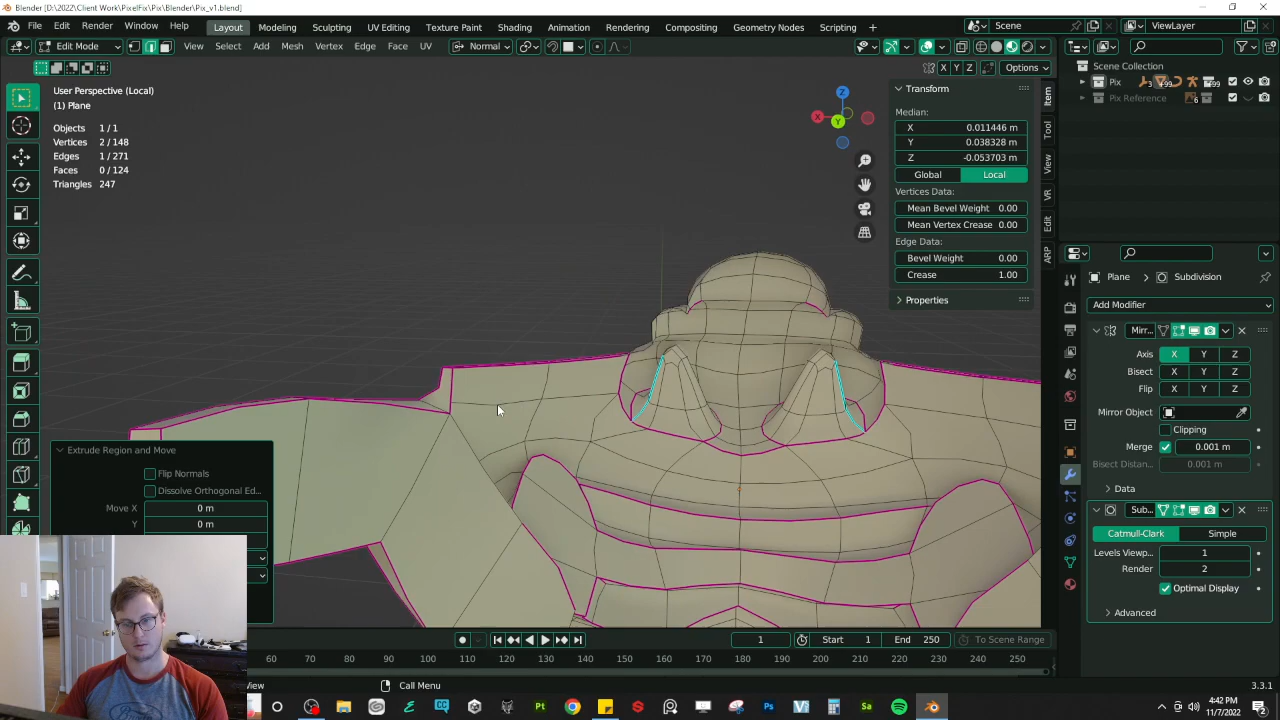 Blender [D:\2022\Client Work\PixelFix\Pix\Blender\Pix_v1.blend]
File Edit Render Window Help Layout Modeling Sculpting UV Editing Texture Paint Shading Animation Rendering Compositing Geometry Nodes Scripting Scene ViewLayer
Edit Mode View Select Add Mesh Vertex Edge Face UV Normal
X Y Z Options
User Perspective (Local)
(1) Plane
Objects 1/1
Vertices 2/148
Edges 1/271
Faces 0/124
Triangles 247
Z
X
Y
Transform
Median:
X 0.011446 m
Y 0.038328 m
Z -0.053703 m
Global Local
Vertices Data:
Mean Bevel Weight 0.00
Mean Vertex Crease 0.00
Edge Data:
Bevel Weight 0.00
Crease 1.00
Properties
Item
Tool
View
VR
Edit
ARP
Scene Collection
Pix
Pix Reference
Plane Subdivision
Add Modifier
Mirr...
Axis X Y Z
Bisect X Y Z
Flip X Y Z
Mirror Object
Clipping
Merge 0.001 m
Bisect Distan... 0.001 m
Data
Sub...
Catmull-Clark Simple
Levels Viewp... 1
Render 2
Optimal Display
Advanced
Extrude Region and Move
Flip Normals
Dissolve Orthogonal Ed...
Move X 0 m
Y 0 m
1 Start 1 End 250 To Scene Range
60 70 80 90 100 110 120 130 140 150 160 170 180 190 200 210 220 230 240 250
View Call Menu 3.3.1
4:42 PM
11/7/2022